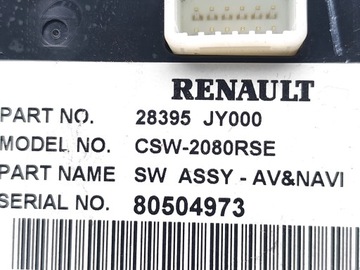 RENAULT
PART NO. 28395 JY000
MODEL NO. CSW-2080RSE
PART NAME SW ASSY - AV&NAVI
SERIAL NO. 80504973